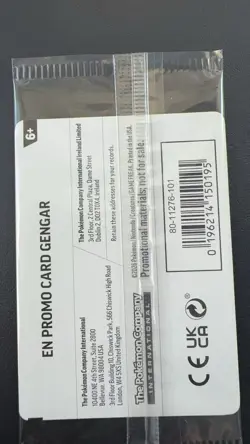 6+
EN PROMO CARD GENGAR
The Pokémon Company International
10400 NE 4th Street, Suite 2800
Bellevue, WA 98004 USA
3rd Floor Building 10, Chiswick Park, 566 Chiswick High Road
London, W4 5XS United Kingdom
The Pokémon Company International Ireland Limited
3rd Floor, 2 Central Plaza, Dame Street
Dublin 2, D02 T0X4, Ireland
Retain these addresses for your records.
The Pokémon Company
INTERNATIONAL
©2026 Pokémon/Nintendo/Creatures/GAME FREAK. Printed in the USA.
Promotional materials; not for sale.
80-11276-101
0 196214 150195
CE UK
CA